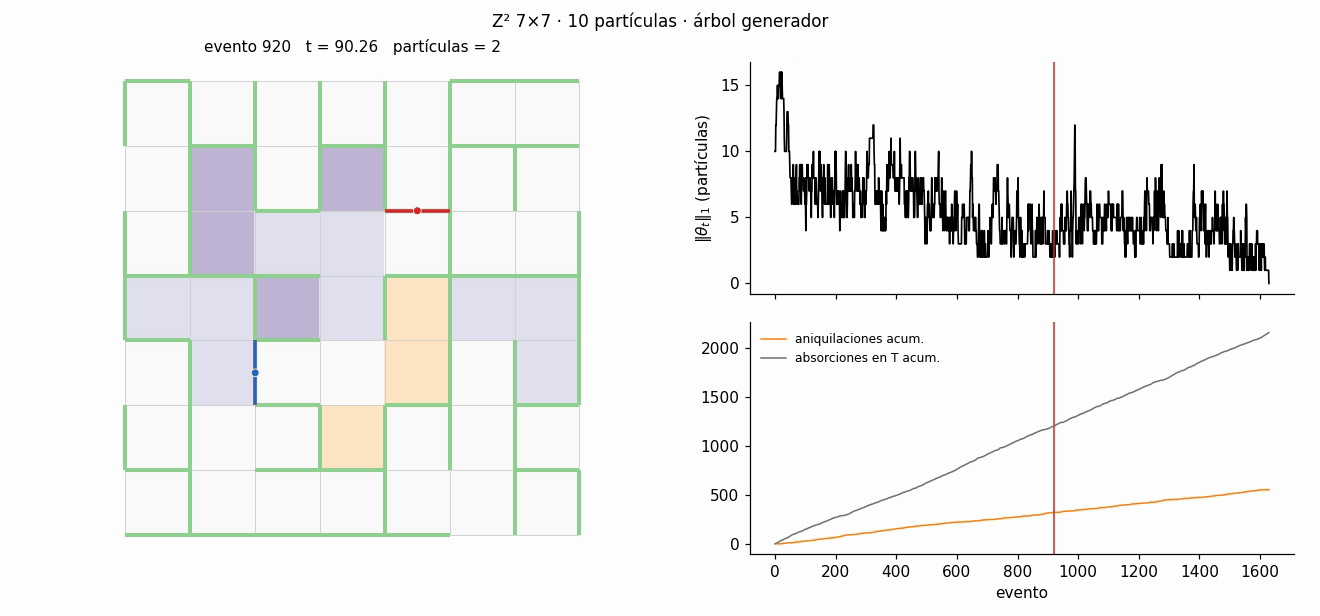 Z² 7×7 · 10 partículas · árbol generador
evento 920   t = 90.26   partículas = 2
‖θₜ‖₁ (partículas)
15
10
5
0
aniquilaciones acum.
absorciones en T acum.
2000
1500
1000
500
0
0 200 400 600 800 1000 1200 1400 1600
evento